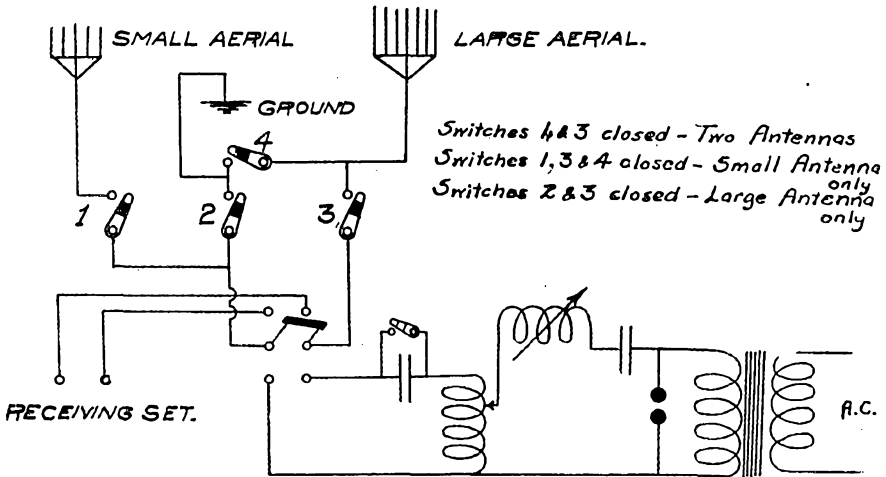 SMALL AERIAL
LARGE AERIAL.
GROUND
4
Switches 4 & 3 closed - Two Antennas
Switches 1, 3 & 4 closed - Small Antenna
only
Switches 2 & 3 closed - Large Antenna
only
1
2
3
RECEIVING SET.
A.C.